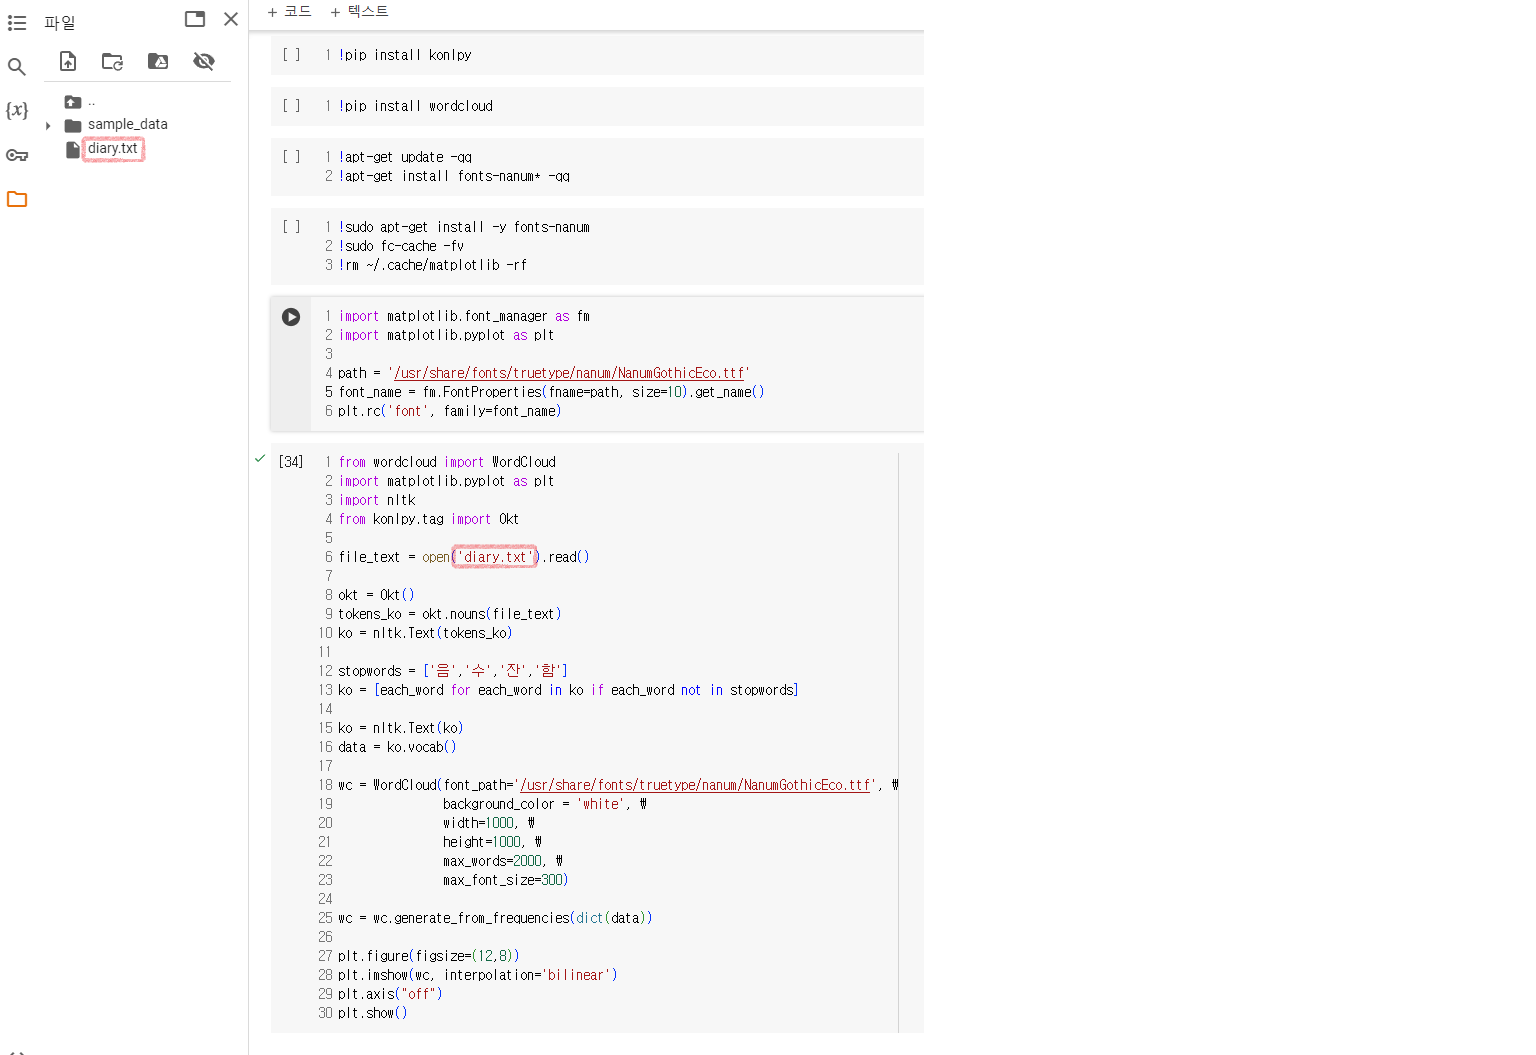 파일
..
sample_data
diary.txt
+ 코드 + 텍스트
[ ] 1 !pip install konlpy
[ ] 1 !pip install wordcloud
[ ] 1 !apt-get update -qq
2 !apt-get install fonts-nanum* -qq
[ ] 1 !sudo apt-get install -y fonts-nanum
2 !sudo fc-cache -fv
3 !rm ~/.cache/matplotlib -rf
1 import matplotlib.font_manager as fm
2 import matplotlib.pyplot as plt
3
4 path = '/usr/share/fonts/truetype/nanum/NanumGothicEco.ttf'
5 font_name = fm.FontProperties(fname=path, size=10).get_name()
6 plt.rc('font', family=font_name)
[34] 1 from wordcloud import WordCloud
2 import matplotlib.pyplot as plt
3 import nltk
4 from konlpy.tag import Okt
5
6 file_text = open('diary.txt').read()
7
8 okt = Okt()
9 tokens_ko = okt.nouns(file_text)
10 ko = nltk.Text(tokens_ko)
11
12 stopwords = ['음','수','잔','함']
13 ko = [each_word for each_word in ko if each_word not in stopwords]
14
15 ko = nltk.Text(ko)
16 data = ko.vocab()
17
18 wc = WordCloud(font_path='/usr/share/fonts/truetype/nanum/NanumGothicEco.ttf', ₩
19 background_color = 'white', ₩
20 width=1000, ₩
21 height=1000, ₩
22 max_words=2000, ₩
23 max_font_size=300)
24
25 wc = wc.generate_from_frequencies(dict(data))
26
27 plt.figure(figsize=(12,8))
28 plt.imshow(wc, interpolation='bilinear')
29 plt.axis("off")
30 plt.show()